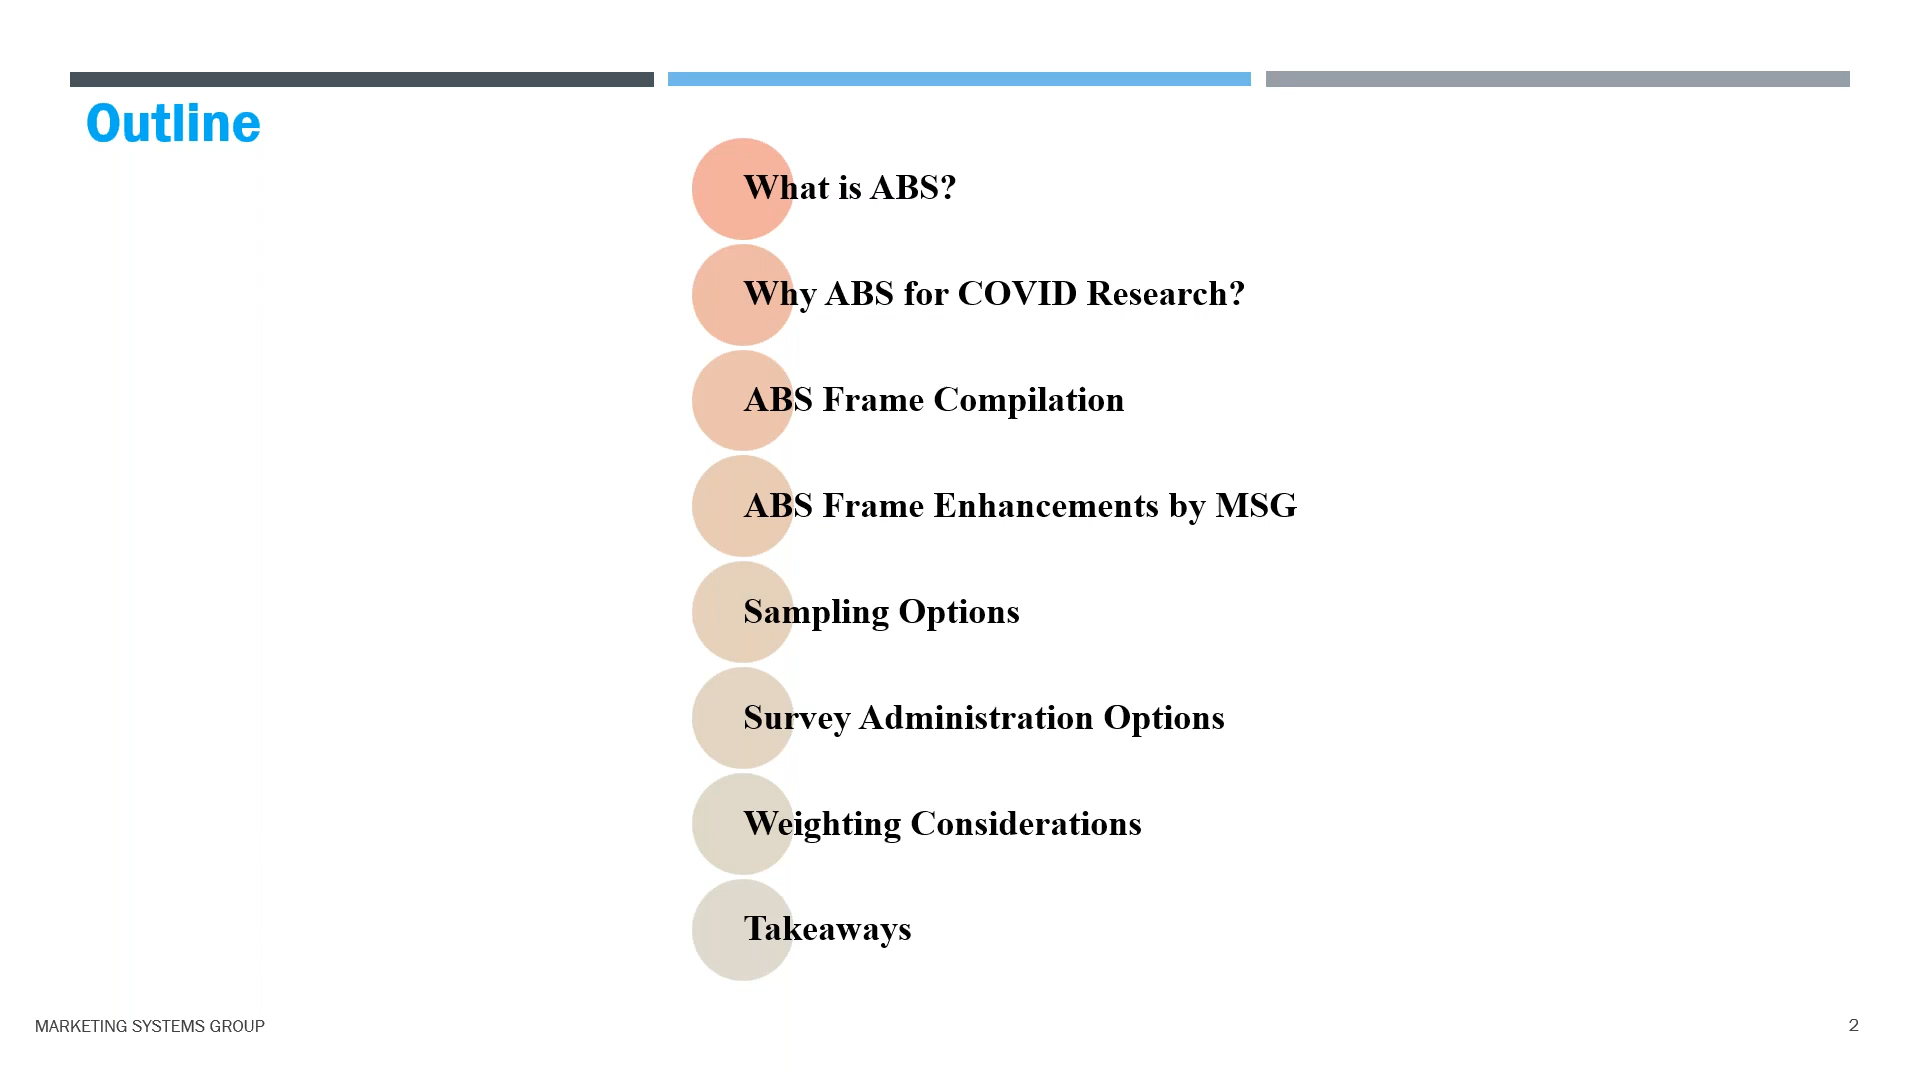 Outline
What is ABS?
Why ABS for COVID Research?
ABS Frame Compilation
ABS Frame Enhancements by MSG
Sampling Options
Survey Administration Options
Weighting Considerations
Takeaways
MARKETING SYSTEMS GROUP
2